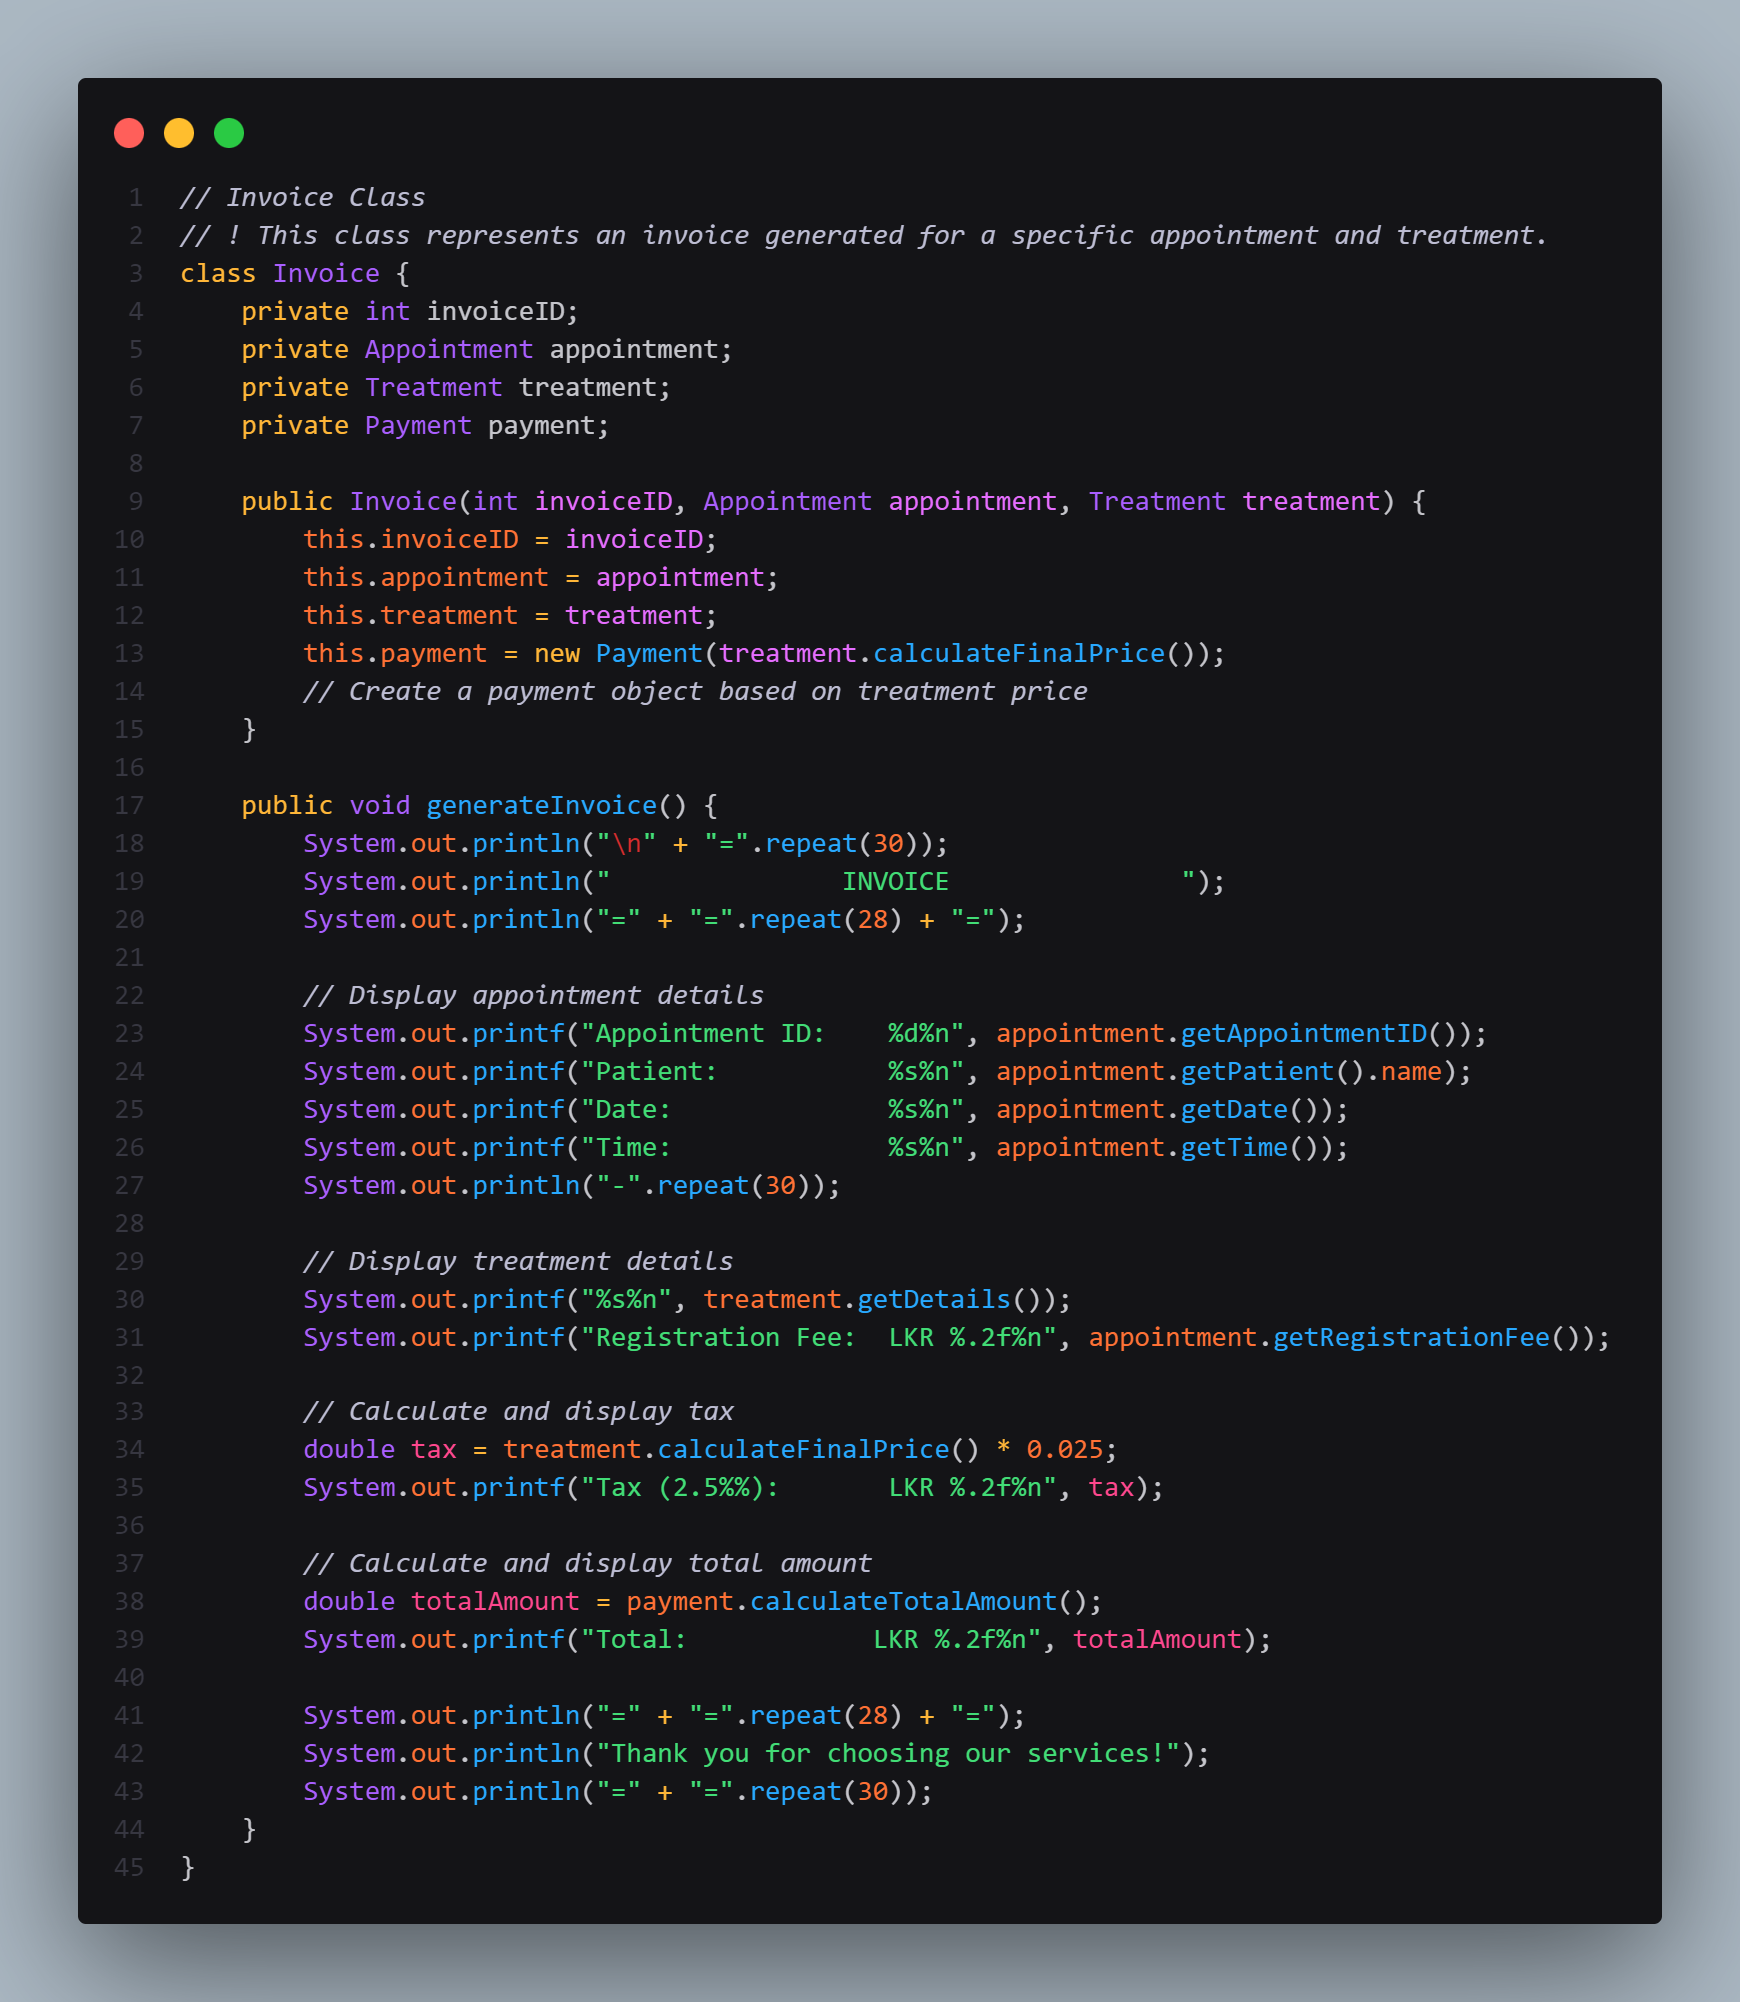 1 // Invoice Class
2 // ! This class represents an invoice generated for a specific appointment and treatment.
3 class Invoice {
4     private int invoiceID;
5     private Appointment appointment;
6     private Treatment treatment;
7     private Payment payment;
8
9     public Invoice(int invoiceID, Appointment appointment, Treatment treatment) {
10         this.invoiceID = invoiceID;
11         this.appointment = appointment;
12         this.treatment = treatment;
13         this.payment = new Payment(treatment.calculateFinalPrice());
14         // Create a payment object based on treatment price
15     }
16
17     public void generateInvoice() {
18         System.out.println("\n" + "=".repeat(30));
19         System.out.println("               INVOICE               ");
20         System.out.println("=" + "=".repeat(28) + "=");
21
22         // Display appointment details
23         System.out.printf("Appointment ID:    %d%n", appointment.getAppointmentID());
24         System.out.printf("Patient:           %s%n", appointment.getPatient().name);
25         System.out.printf("Date:              %s%n", appointment.getDate());
26         System.out.printf("Time:              %s%n", appointment.getTime());
27         System.out.println("-".repeat(30));
28
29         // Display treatment details
30         System.out.printf("%s%n", treatment.getDetails());
31         System.out.printf("Registration Fee:  LKR %.2f%n", appointment.getRegistrationFee());
32
33         // Calculate and display tax
34         double tax = treatment.calculateFinalPrice() * 0.025;
35         System.out.printf("Tax (2.5%%):       LKR %.2f%n", tax);
36
37         // Calculate and display total amount
38         double totalAmount = payment.calculateTotalAmount();
39         System.out.printf("Total:            LKR %.2f%n", totalAmount);
40
41         System.out.println("=" + "=".repeat(28) + "=");
42         System.out.println("Thank you for choosing our services!");
43         System.out.println("=" + "=".repeat(30));
44     }
45 }